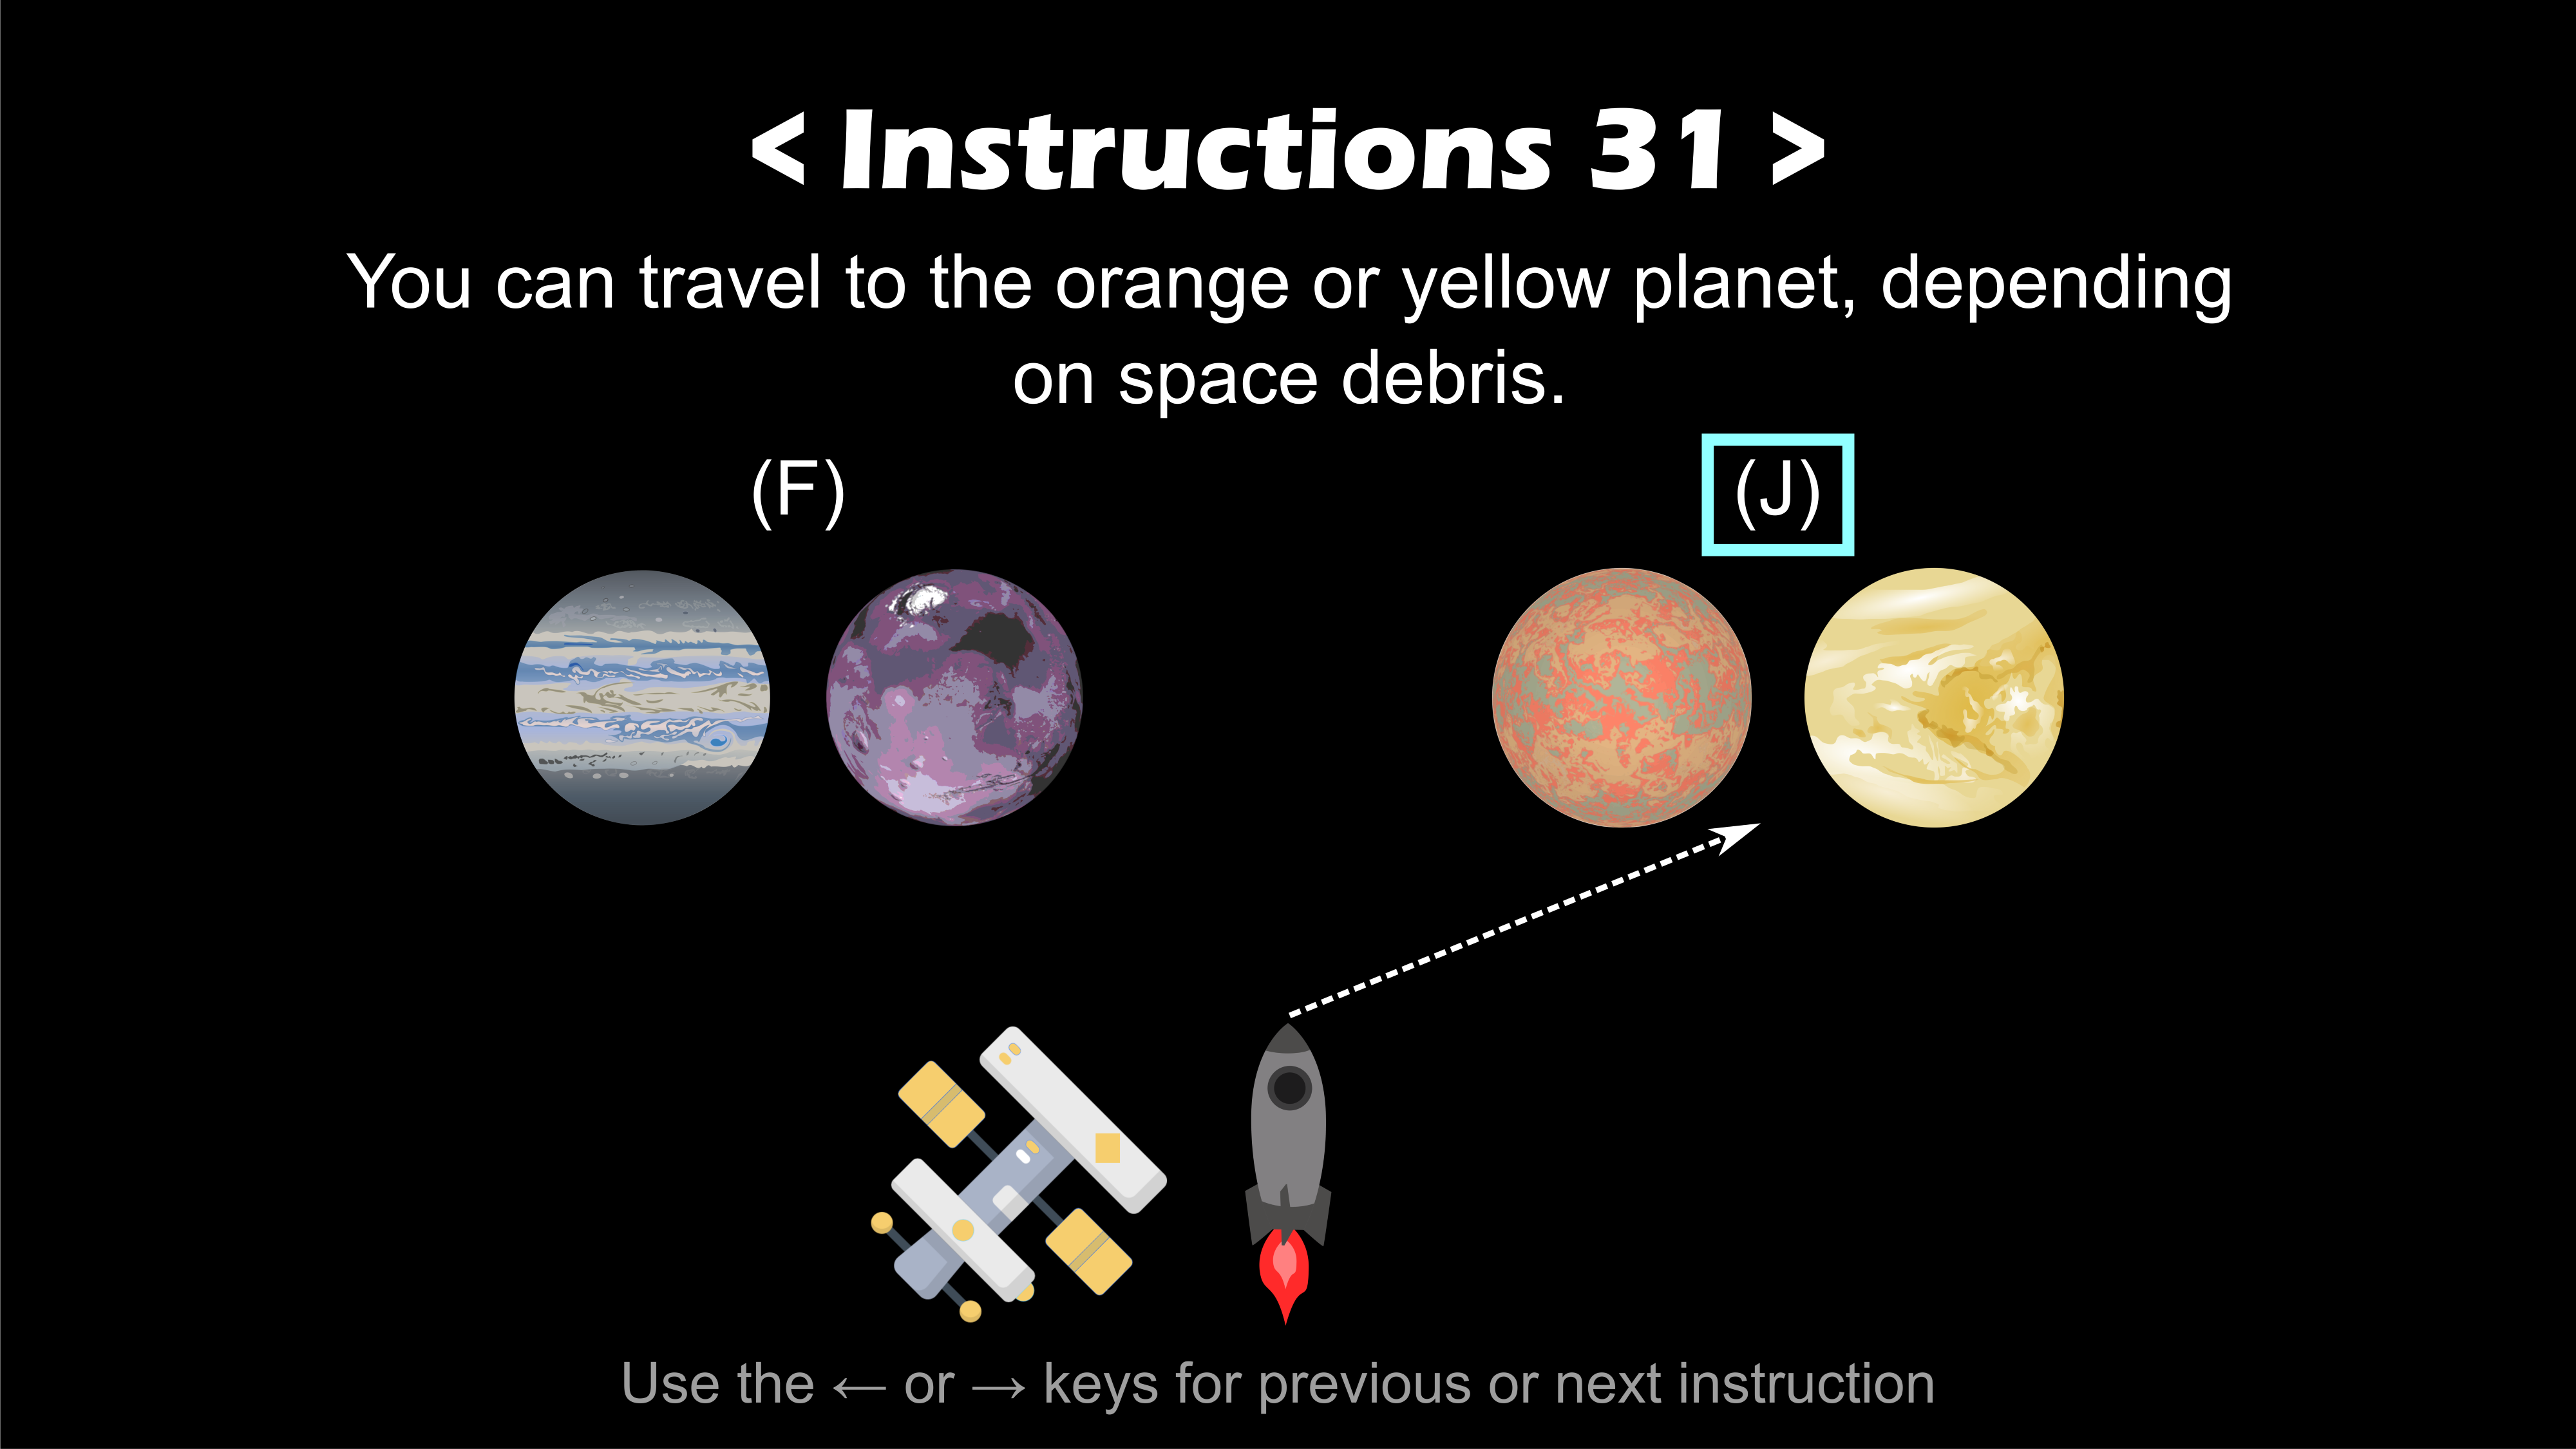 < Instructions 31 >
You can travel to the orange or yellow planet, depending
on space debris.
(F) (J)
Use the ← or → keys for previous or next instruction